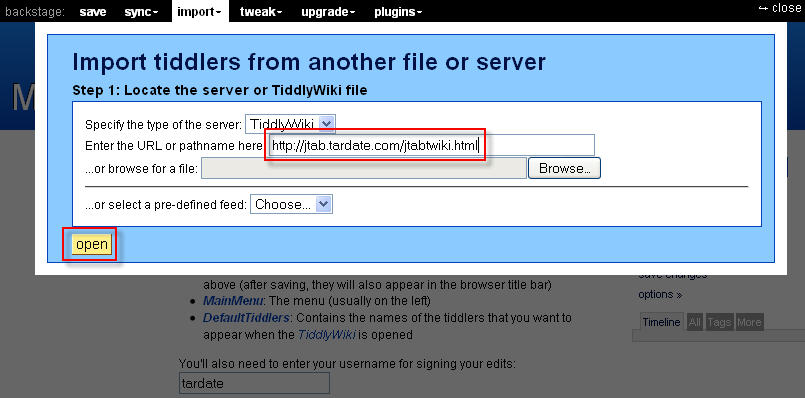 backstage: save sync▾ import▾ tweak▾ upgrade▾ plugins▾ ↪ close
M
Import tiddlers from another file or server
Step 1: Locate the server or TiddlyWiki file
Specify the type of the server: TiddlyWiki
Enter the URL or pathname here: http://jtab.tardate.com/jtabtwiki.html
...or browse for a file: Browse...
...or select a pre-defined feed: Choose...
open
above (after saving, they will also appear in the browser title bar)
save changes
• MainMenu: The menu (usually on the left)
options »
• DefaultTiddlers: Contains the names of the tiddlers that you want to
appear when the TiddlyWiki is opened
Timeline All Tags More
You'll also need to enter your username for signing your edits:
tardate